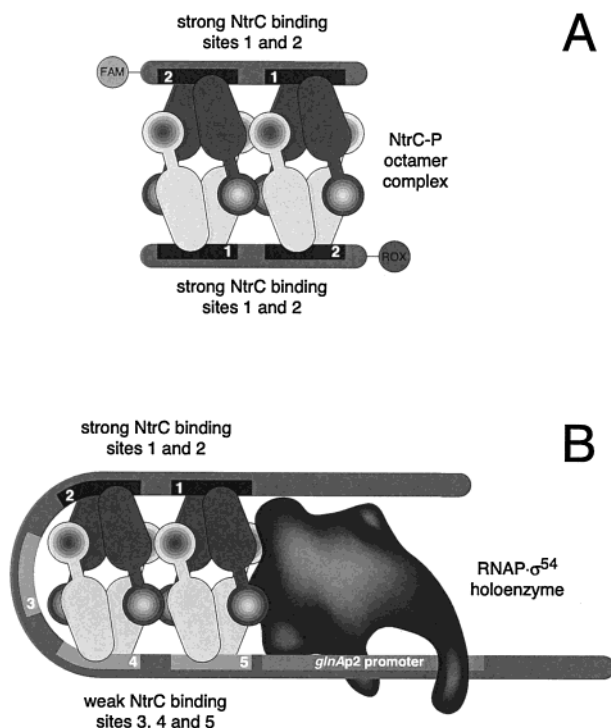 strong NtrC binding
sites 1 and 2
A
FAM
2 1
NtrC-P
octamer
complex
1 2
ROX
strong NtrC binding
sites 1 and 2
strong NtrC binding
sites 1 and 2
B
2 1
RNAP·σ54
holoenzyme
3
4 5 glnAp2 promoter
weak NtrC binding
sites 3, 4 and 5